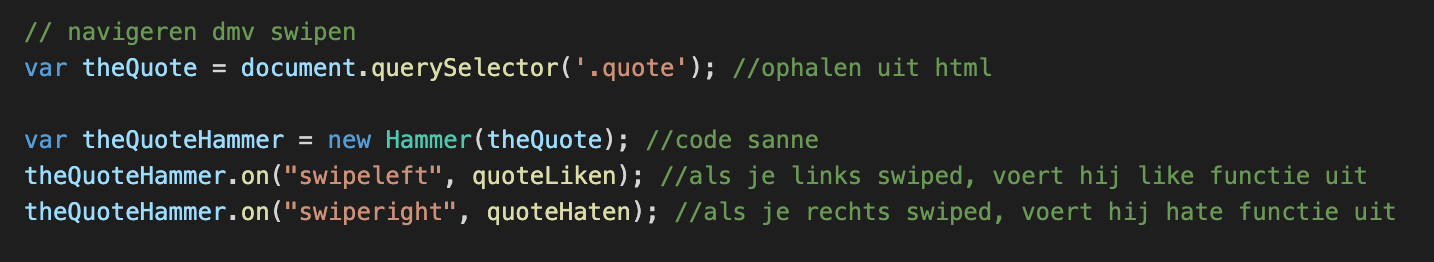 // navigeren dmv swipen
var theQuote = document.querySelector('.quote'); //ophalen uit html
var theQuoteHammer = new Hammer(theQuote); //code sanne
theQuoteHammer.on("swipeleft", quoteLiken); //als je links swiped, voert hij like functie uit
theQuoteHammer.on("swiperight", quoteHaten); //als je rechts swiped, voert hij hate functie uit